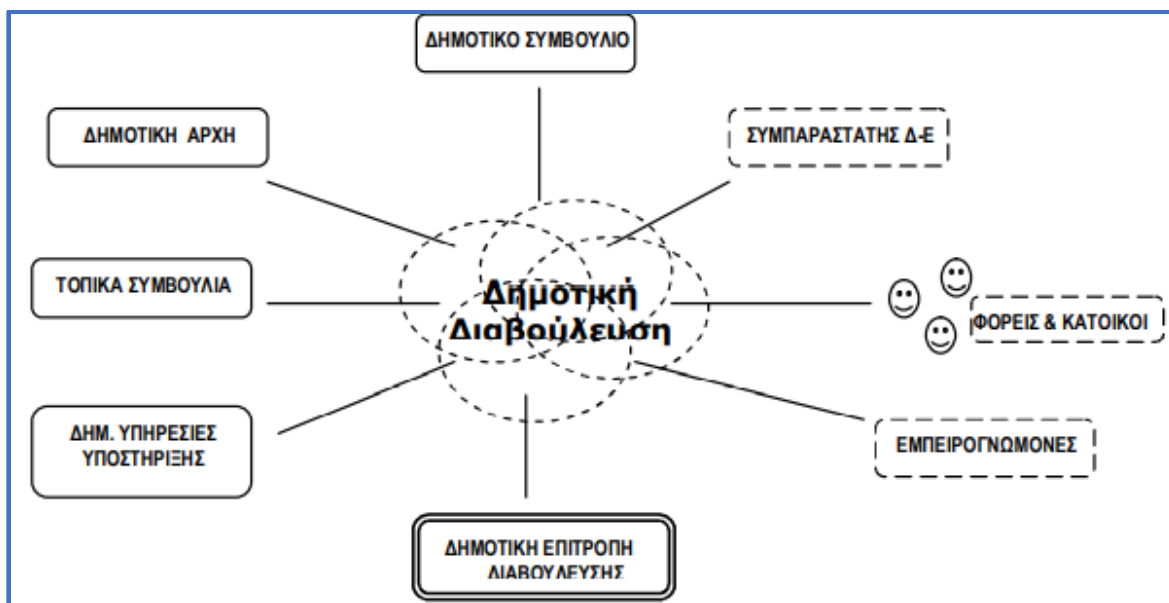 ΔΗΜΟΤΙΚΟ ΣΥΜΒΟΥΛΙΟ
ΔΗΜΟΤΙΚΗ ΑΡΧΗ
ΣΥΜΠΑΡΑΣΤΑΤΗΣ Δ-Ε
ΤΟΠΙΚΑ ΣΥΜΒΟΥΛΙΑ
Δημοτική
Διαβούλευση
ΦΟΡΕΙΣ & ΚΑΤΟΙΚΟΙ
ΔΗΜ. ΥΠΗΡΕΣΙΕΣ
ΥΠΟΣΤΗΡΙΞΗΣ
ΕΜΠΕΙΡΟΓΝΩΜΟΝΕΣ
ΔΗΜΟΤΙΚΗ ΕΠΙΤΡΟΠΗ
ΔΙΑΒΟΥΛΕΥΣΗΣ